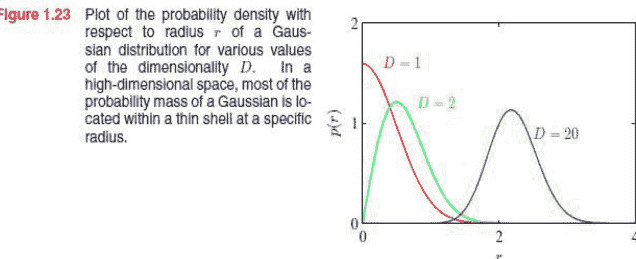 Figure 1.23 Plot of the probability density with
respect to radius r of a Gaus-
sian distribution for various values
of the dimensionality D. In a
high-dimensional space, most of the
probability mass of a Gaussian is lo-
cated within a thin shell at a specific
radius.
2
D = 1
D = 2
p(r)
1
D = 20
0
0
2
4
r